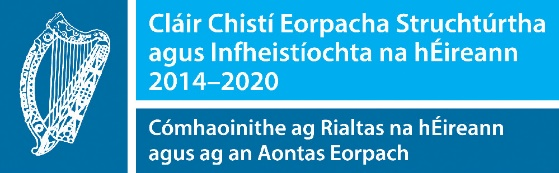 Cláir Chistí Eorpacha Struchtúrtha
agus Infheistíochta na hÉireann
2014–2020
Cómhaoinithe ag Rialtas na hÉireann
agus ag an Aontas Eorpach